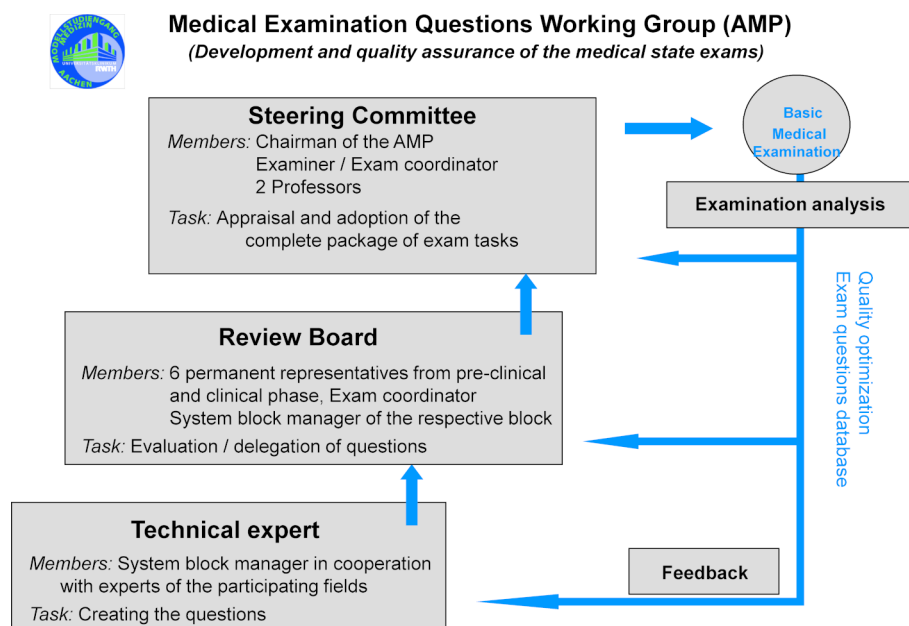 MODELLSTUDIENGANG
MEDIZIN
UNIVERSITÄTSKLINIKUM
RWTH
AACHEN
Medical Examination Questions Working Group (AMP)
(Development and quality assurance of the medical state exams)
Steering Committee
Members: Chairman of the AMP
Examiner / Exam coordinator
2 Professors
Task: Appraisal and adoption of the
complete package of exam tasks
Basic
Medical
Examination
Examination analysis
Quality optimization
Exam questions database
Review Board
Members: 6 permanent representatives from pre-clinical
and clinical phase, Exam coordinator
System block manager of the respective block
Task: Evaluation / delegation of questions
Technical expert
Members: System block manager in cooperation
with experts of the participating fields
Task: Creating the questions
Feedback